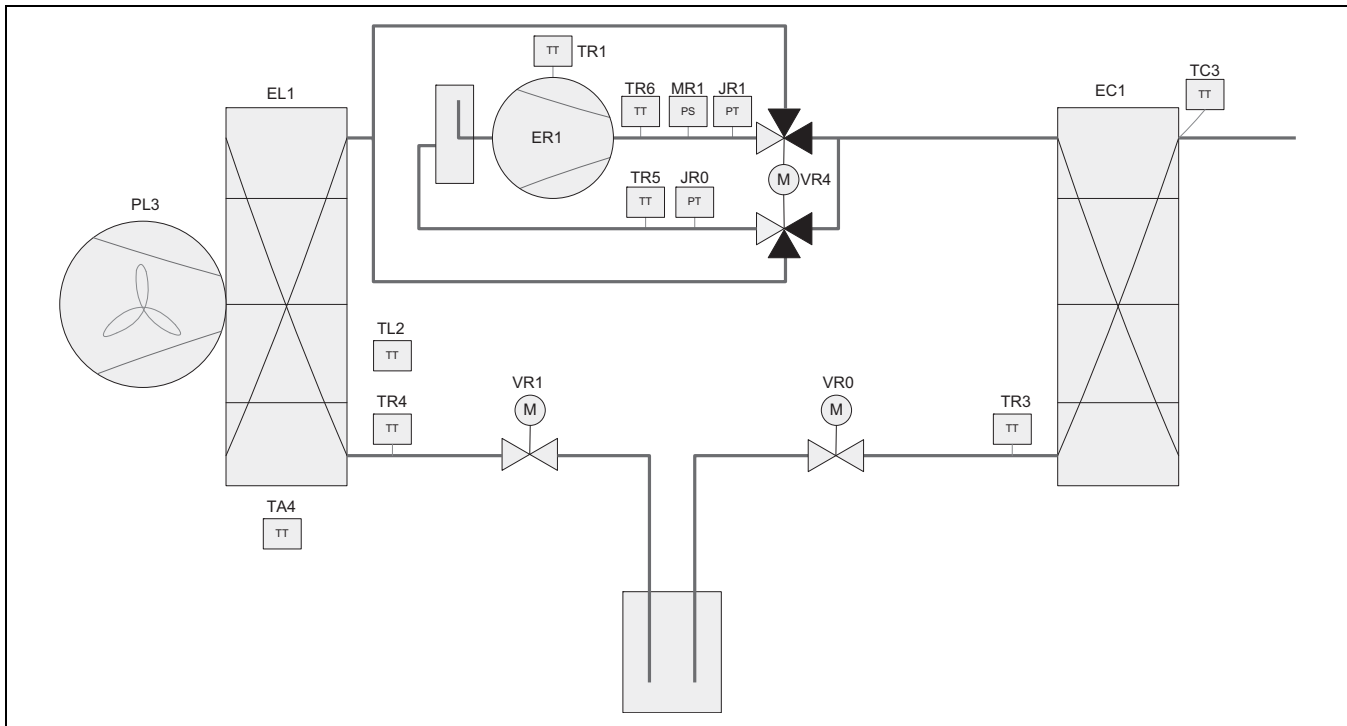 TT TR1
TC3
TR6 MR1 JR1
EL1
EC1
TT
TT PS PT
ER1
TR5 JR0
M VR4
TT PT
PL3
TL2
TT
VR1
VR0
TR4
M
M
TR3
TT
TT
TA4
TT